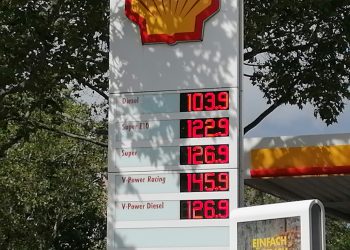 Diesel 103.9
Super E10 122.9
Super 126.9
V-Power Racing 145.9
V-Power Diesel 126.9
EINFACH